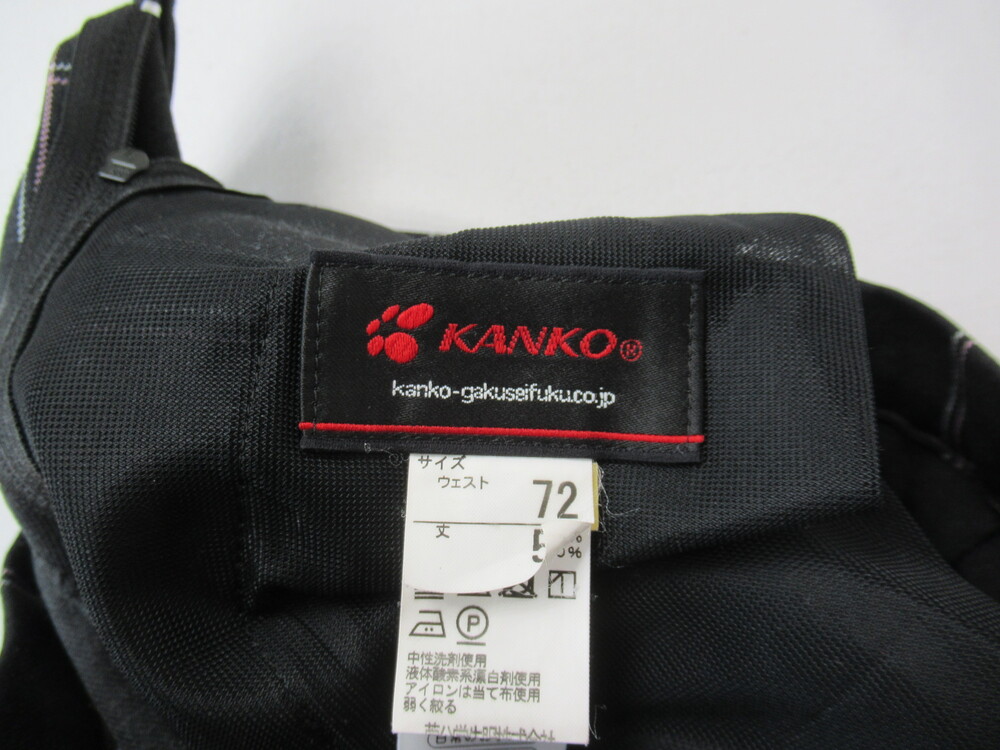 KANKO®
kanko-gakuseifuku.co.jp
サイズ
ウェスト 72
丈 5
%
P
中性洗剤使用
液体酸素系漂白剤使用
アイロンは当て布使用
弱く絞る